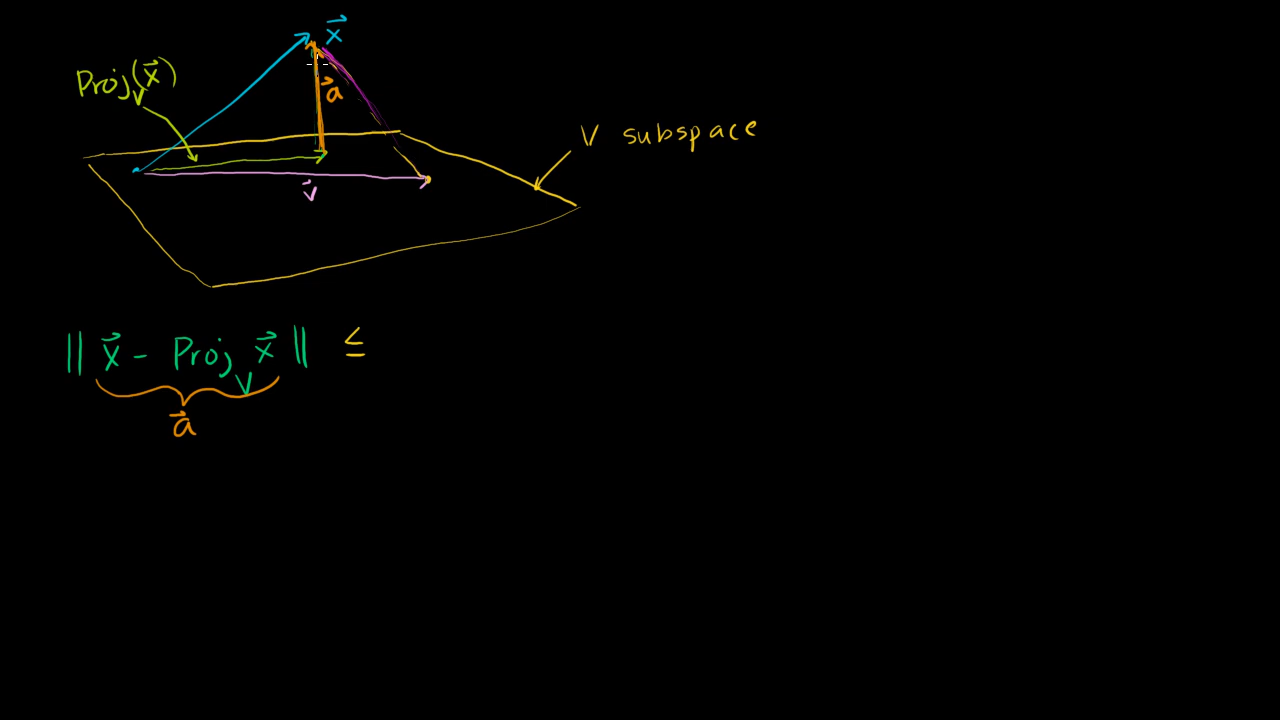 x⃗
Proj_V(x⃗)
a⃗
V subspace
v⃗
‖ x⃗ - Proj_V x⃗ ‖ ≤
a⃗